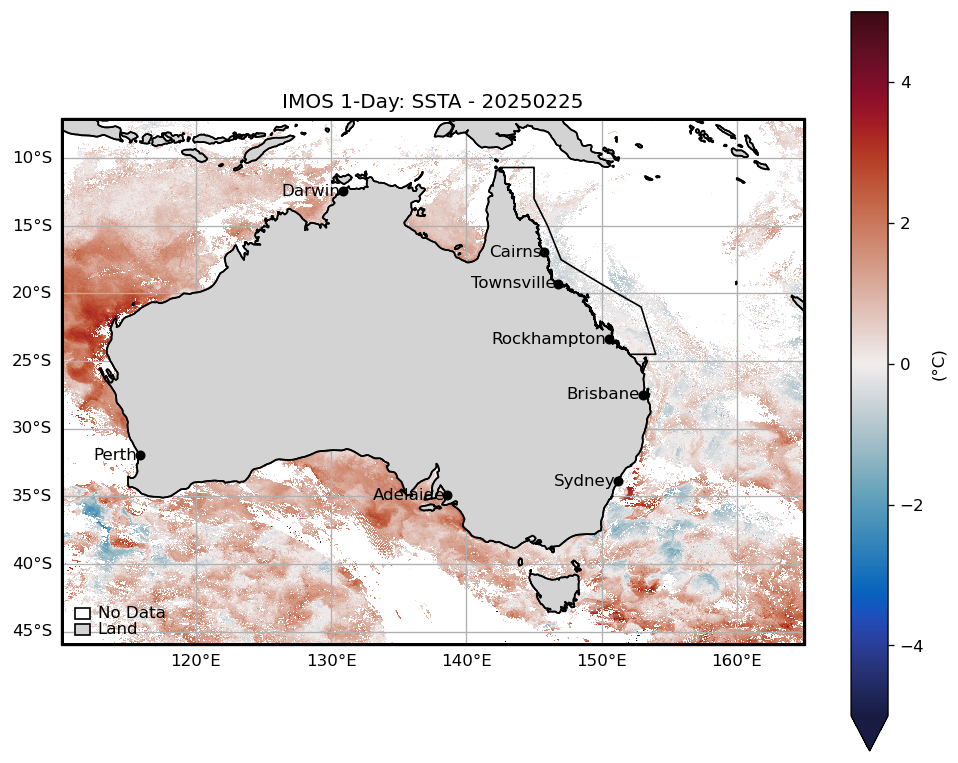 IMOS 1-Day: SSTA - 20250225
10°S
15°S
20°S
25°S
30°S
35°S
40°S
45°S
Darwin
Cairns
Townsville
Rockhampton
Brisbane
Perth
Sydney
Adelaide
No Data
Land
120°E 130°E 140°E 150°E 160°E
4
2
0
−2
−4
(°C)